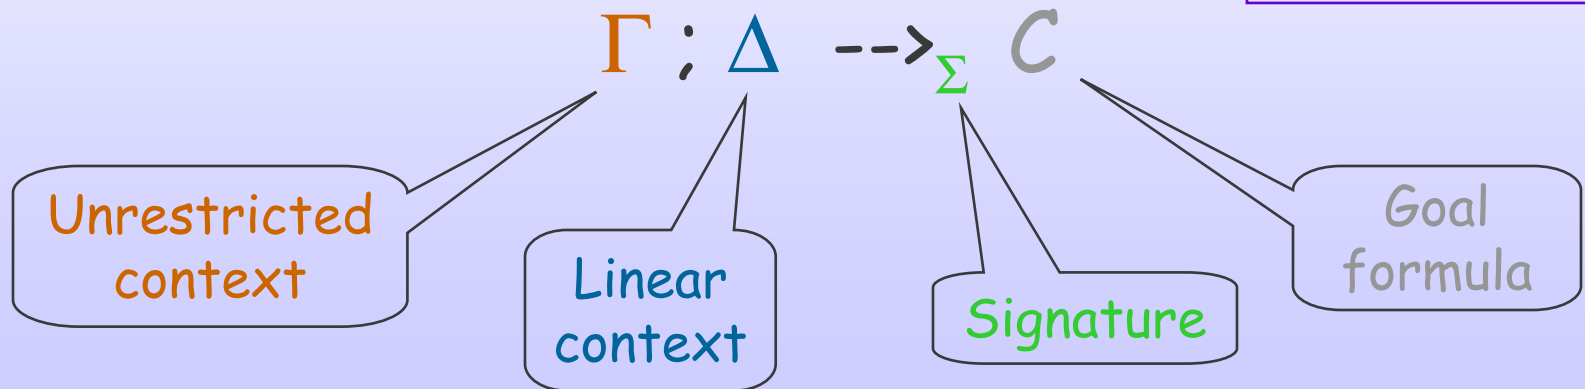 Γ ; Δ -->Σ C
Unrestricted
context
Linear
context
Signature
Goal
formula